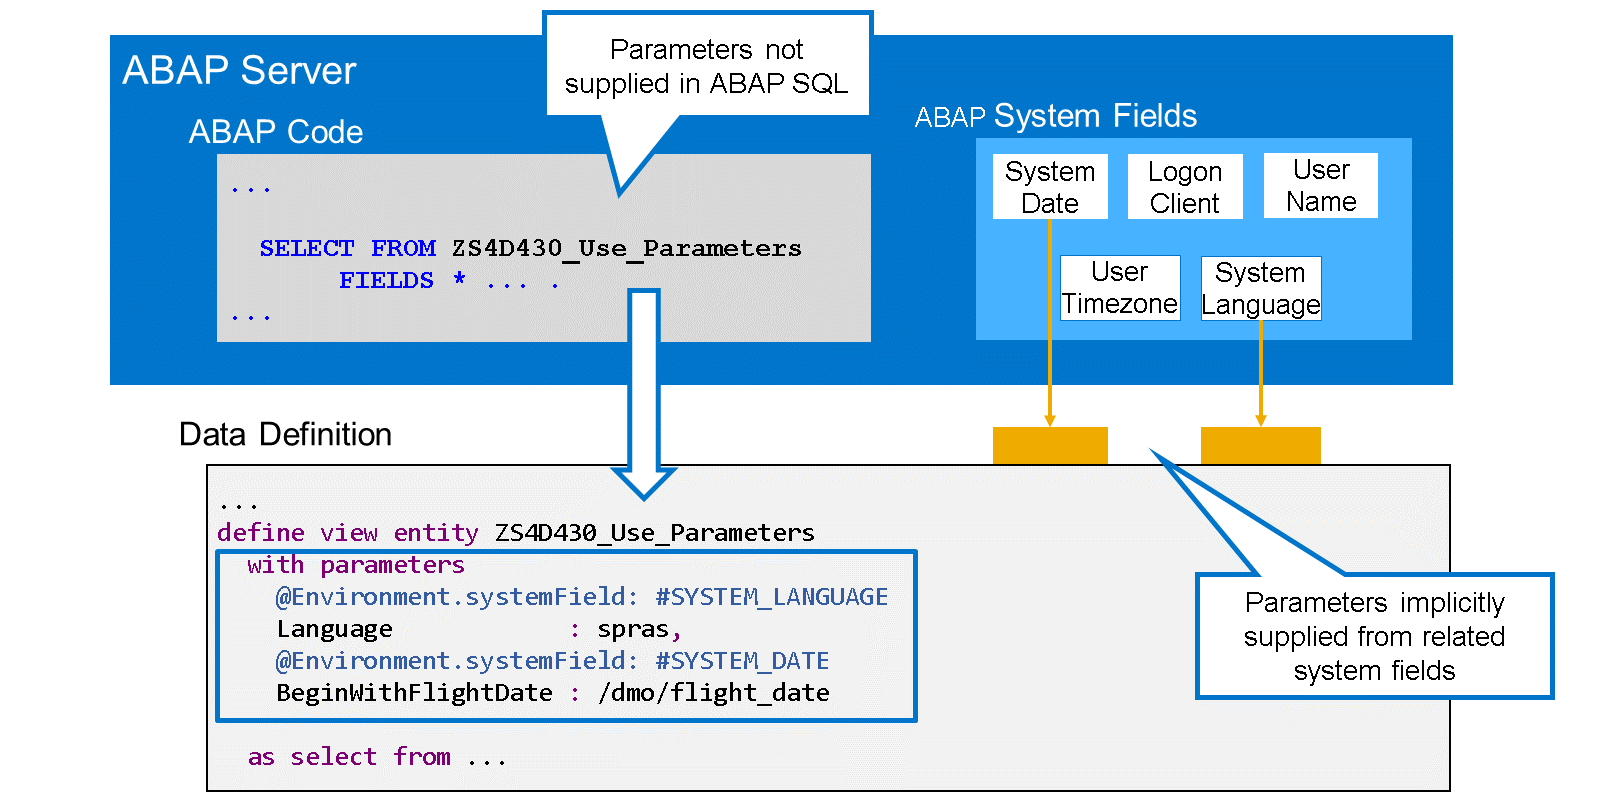 Parameters not
supplied in ABAP SQL
ABAP Server
ABAP Code
...
SELECT FROM ZS4D430_Use_Parameters
FIELDS * ... .
...
ABAP System Fields
System
Date
Logon
Client
User
Name
User
Timezone
System
Language
Data Definition
...
define view entity ZS4D430_Use_Parameters
with parameters
@Environment.systemField: #SYSTEM_LANGUAGE
Language : spras,
@Environment.systemField: #SYSTEM_DATE
BeginWithFlightDate : /dmo/flight_date
as select from ...
Parameters implicitly
supplied from related
system fields